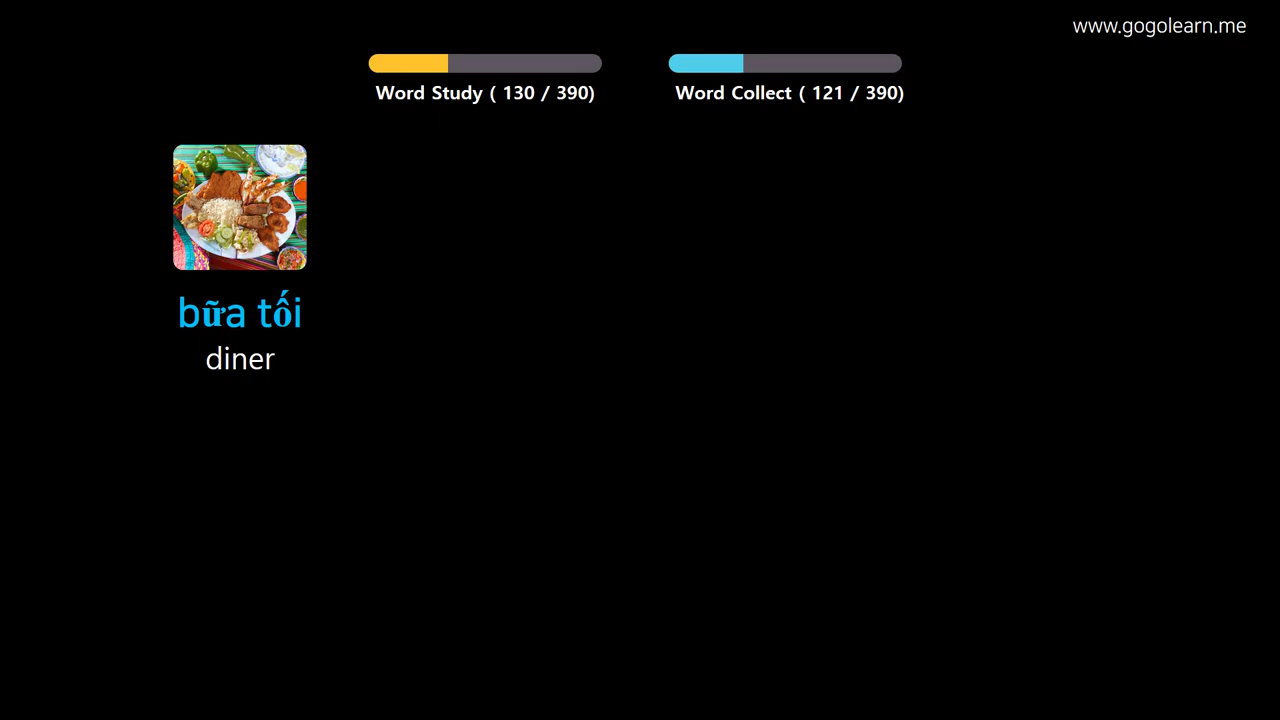 www.gogolearn.me
Word Study ( 130 / 390)
Word Collect ( 121 / 390)
bữa tối
diner